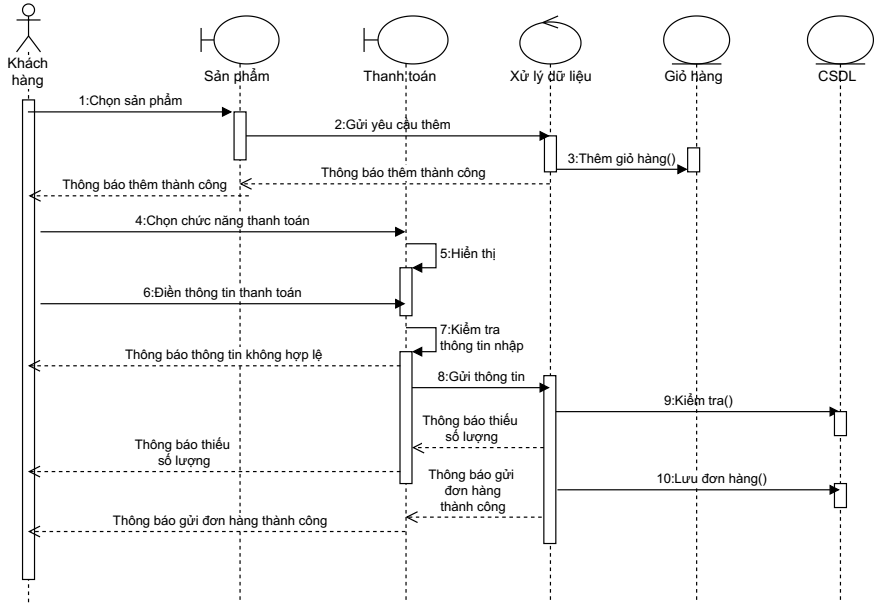 Khách
hàng
Sản phẩm
Thanh toán
Xử lý dữ liệu
Giỏ hàng
CSDL
1:Chọn sản phẩm
2:Gửi yêu cầu thêm
3:Thêm giỏ hàng()
Thông báo thêm thành công
Thông báo thêm thành công
4:Chọn chức năng thanh toán
5:Hiển thị
6:Điền thông tin thanh toán
7:Kiểm tra
thông tin nhập
Thông báo thông tin không hợp lệ
8:Gửi thông tin
9:Kiểm tra()
Thông báo thiếu
số lượng
Thông báo thiếu
số lượng
10:Lưu đơn hàng()
Thông báo gửi
đơn hàng
thành công
Thông báo gửi đơn hàng thành công